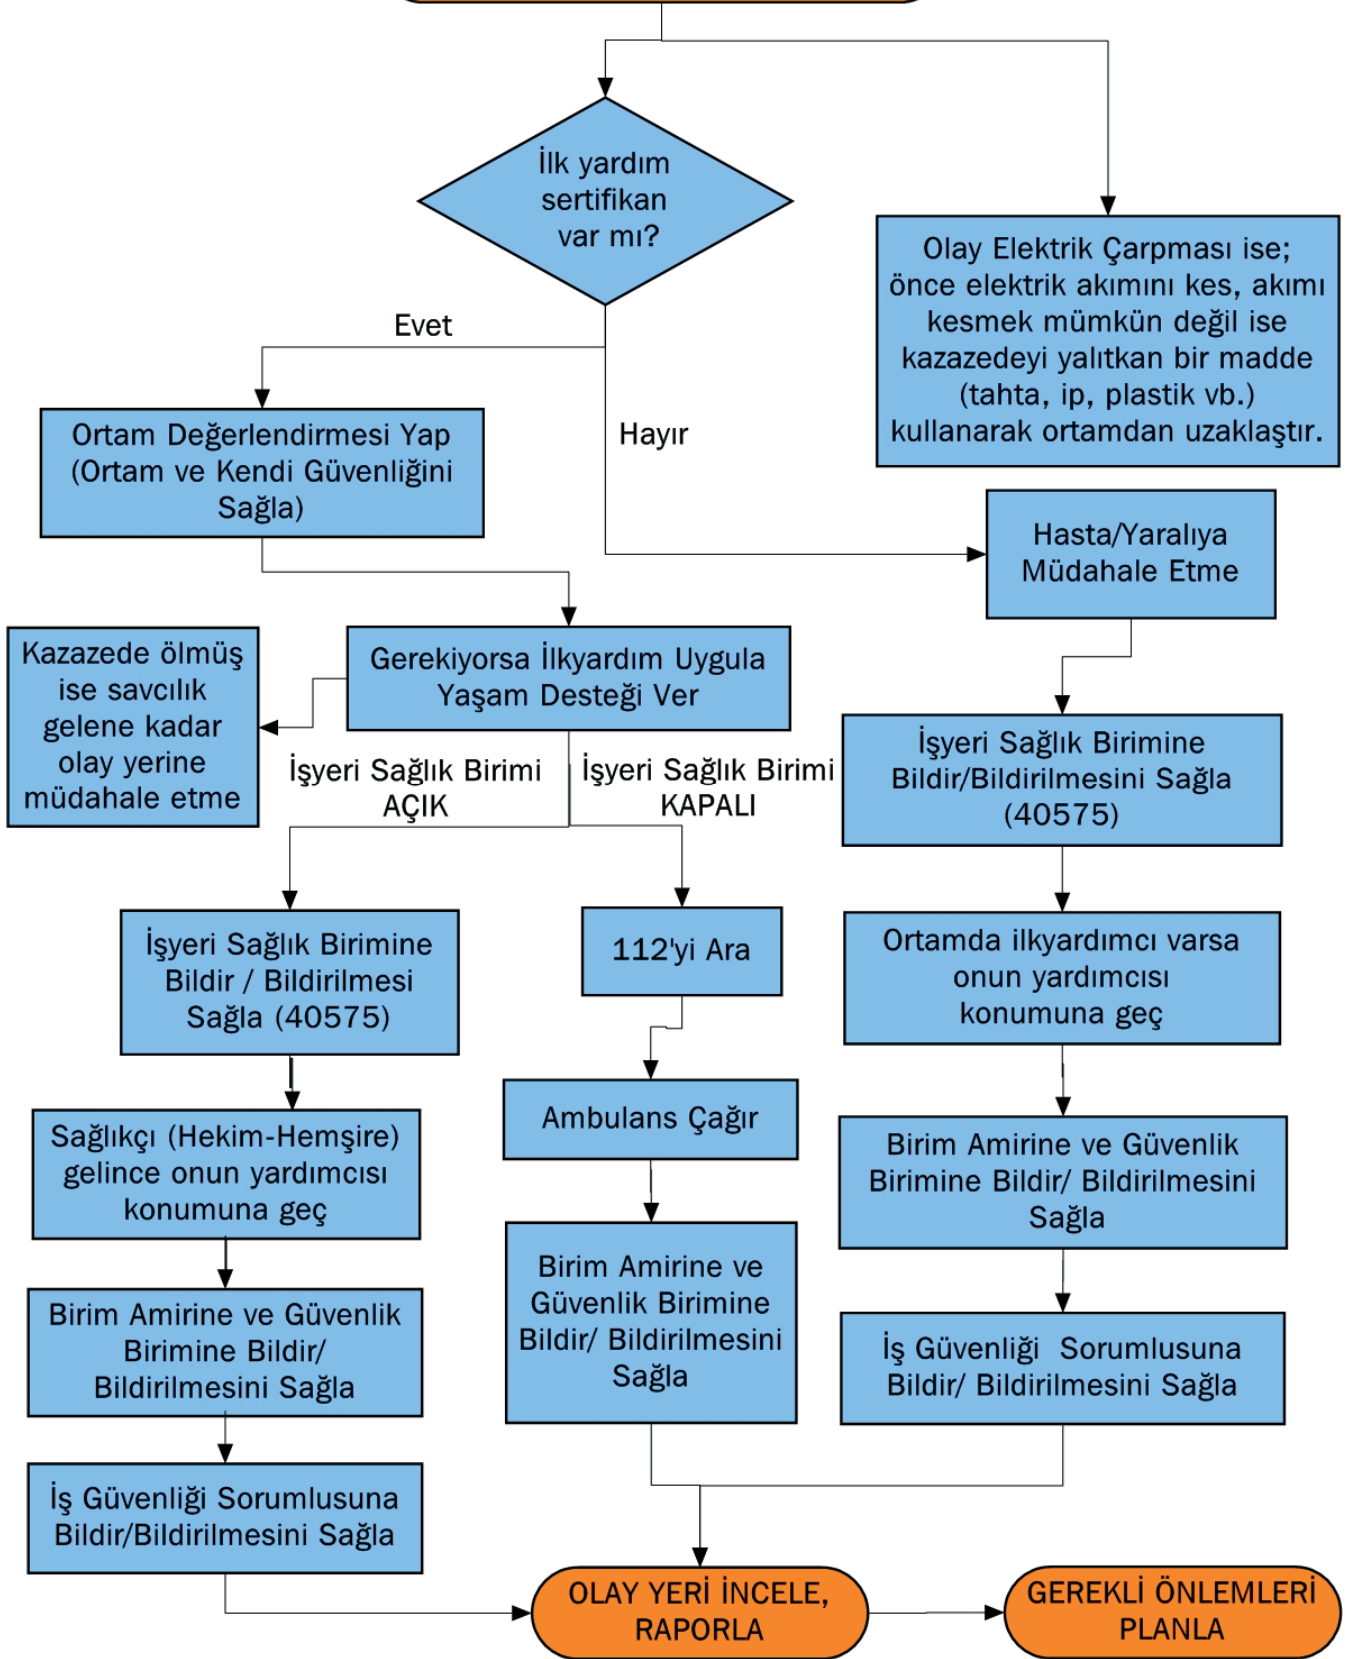 İlk yardım
sertifikan
var mı?
Olay Elektrik Çarpması ise;
önce elektrik akımını kes, akımı
kesmek mümkün değil ise
kazazedeyi yalıtkan bir madde
(tahta, ip, plastik vb.)
kullanarak ortamdan uzaklaştır.
Evet
Hayır
Ortam Değerlendirmesi Yap
(Ortam ve Kendi Güvenliğini
Sağla)
Hasta/Yaralıya
Müdahale Etme
Kazazede ölmüş
ise savcılık
gelene kadar
olay yerine
müdahale etme
Gerekiyorsa İlkyardım Uygula
Yaşam Desteği Ver
İşyeri Sağlık Birimi
AÇIK
İşyeri Sağlık Birimi
KAPALI
İşyeri Sağlık Birimine
Bildir/Bildirilmesini Sağla
(40575)
İşyeri Sağlık Birimine
Bildir / Bildirilmesi
Sağla (40575)
112'yi Ara
Ortamda ilkyardımcı varsa
onun yardımcısı
konumuna geç
Sağlıkçı (Hekim-Hemşire)
gelince onun yardımcısı
konumuna geç
Ambulans Çağır
Birim Amirine ve Güvenlik
Birimine Bildir/ Bildirilmesini
Sağla
Birim Amirine ve Güvenlik
Birimine Bildir/
Bildirilmesini Sağla
Birim Amirine ve
Güvenlik Birimine
Bildir/ Bildirilmesini
Sağla
İş Güvenliği  Sorumlusuna
Bildir/ Bildirilmesini Sağla
İş Güvenliği Sorumlusuna
Bildir/Bildirilmesini Sağla
OLAY YERİ İNCELE,
RAPORLA
GEREKLİ ÖNLEMLERİ
PLANLA